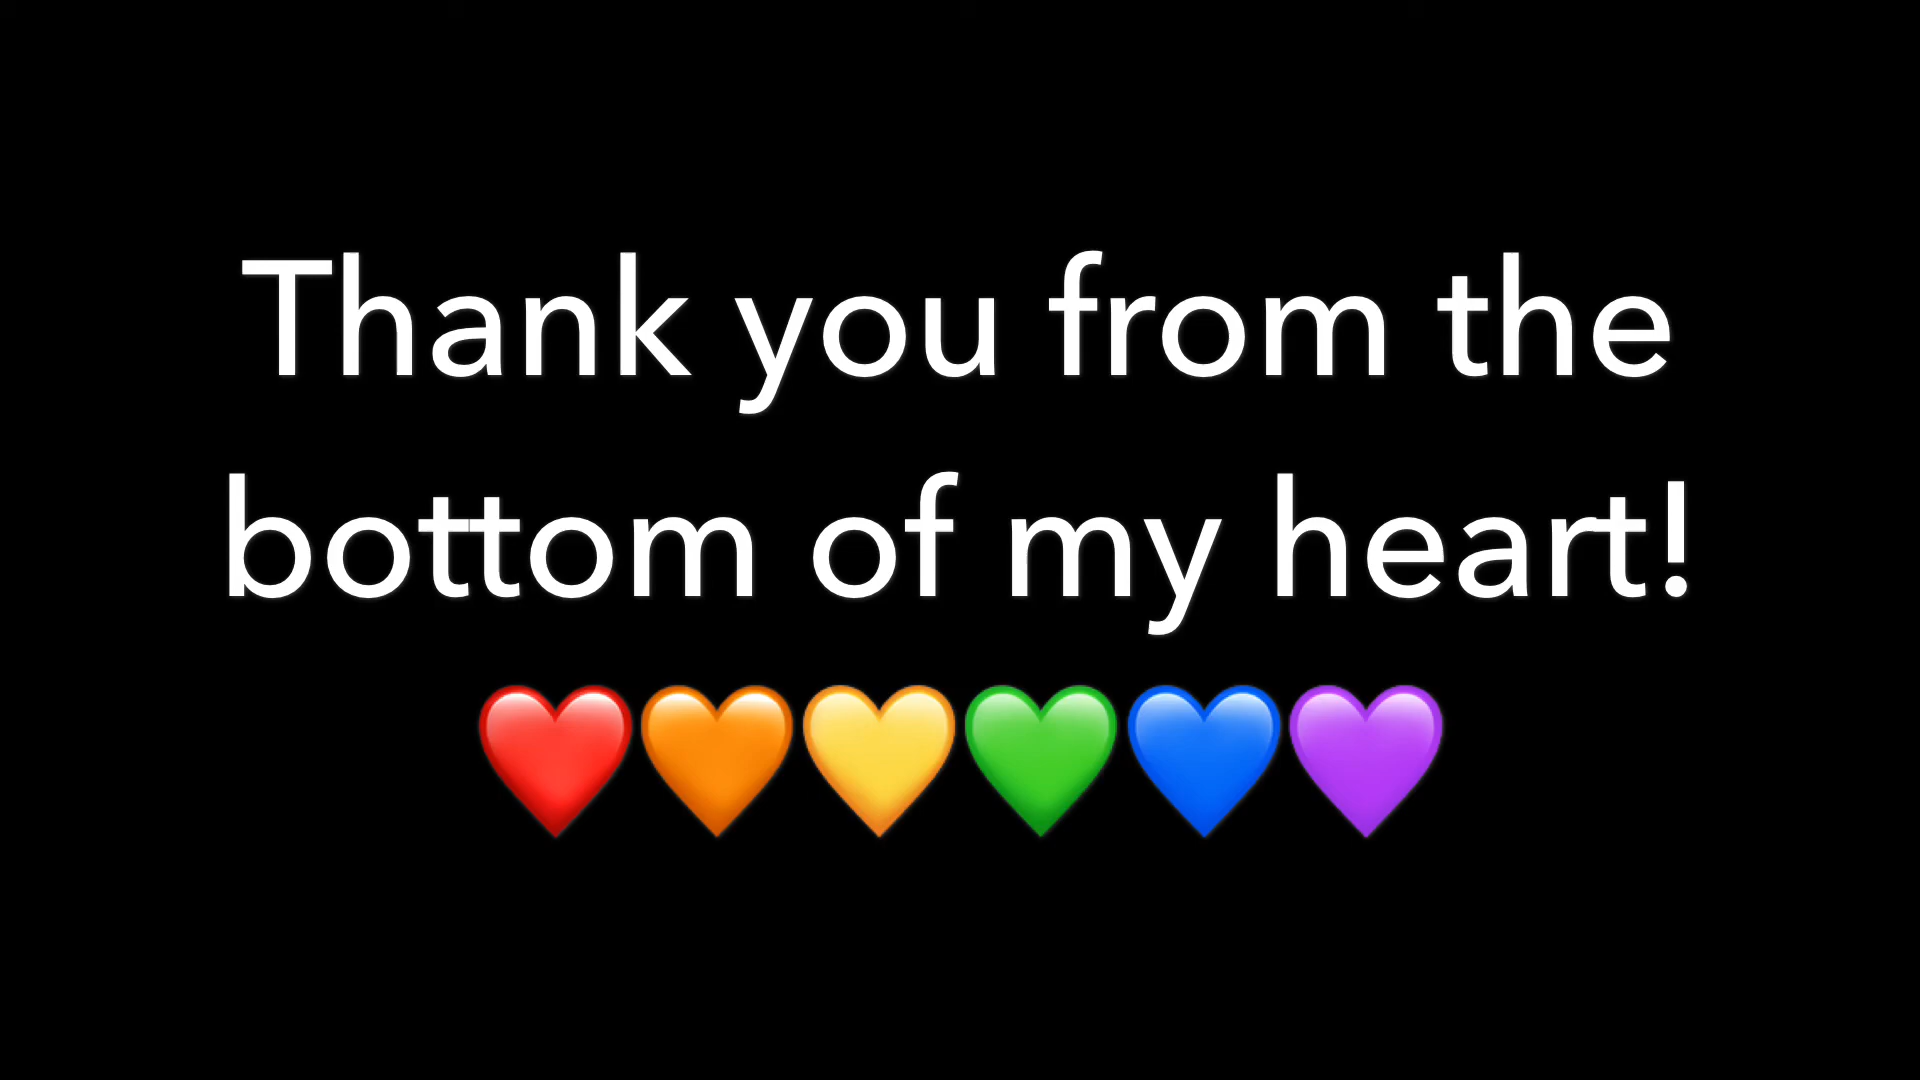 Thank you from the
bottom of my heart!
❤️🧡💛💚💙💜